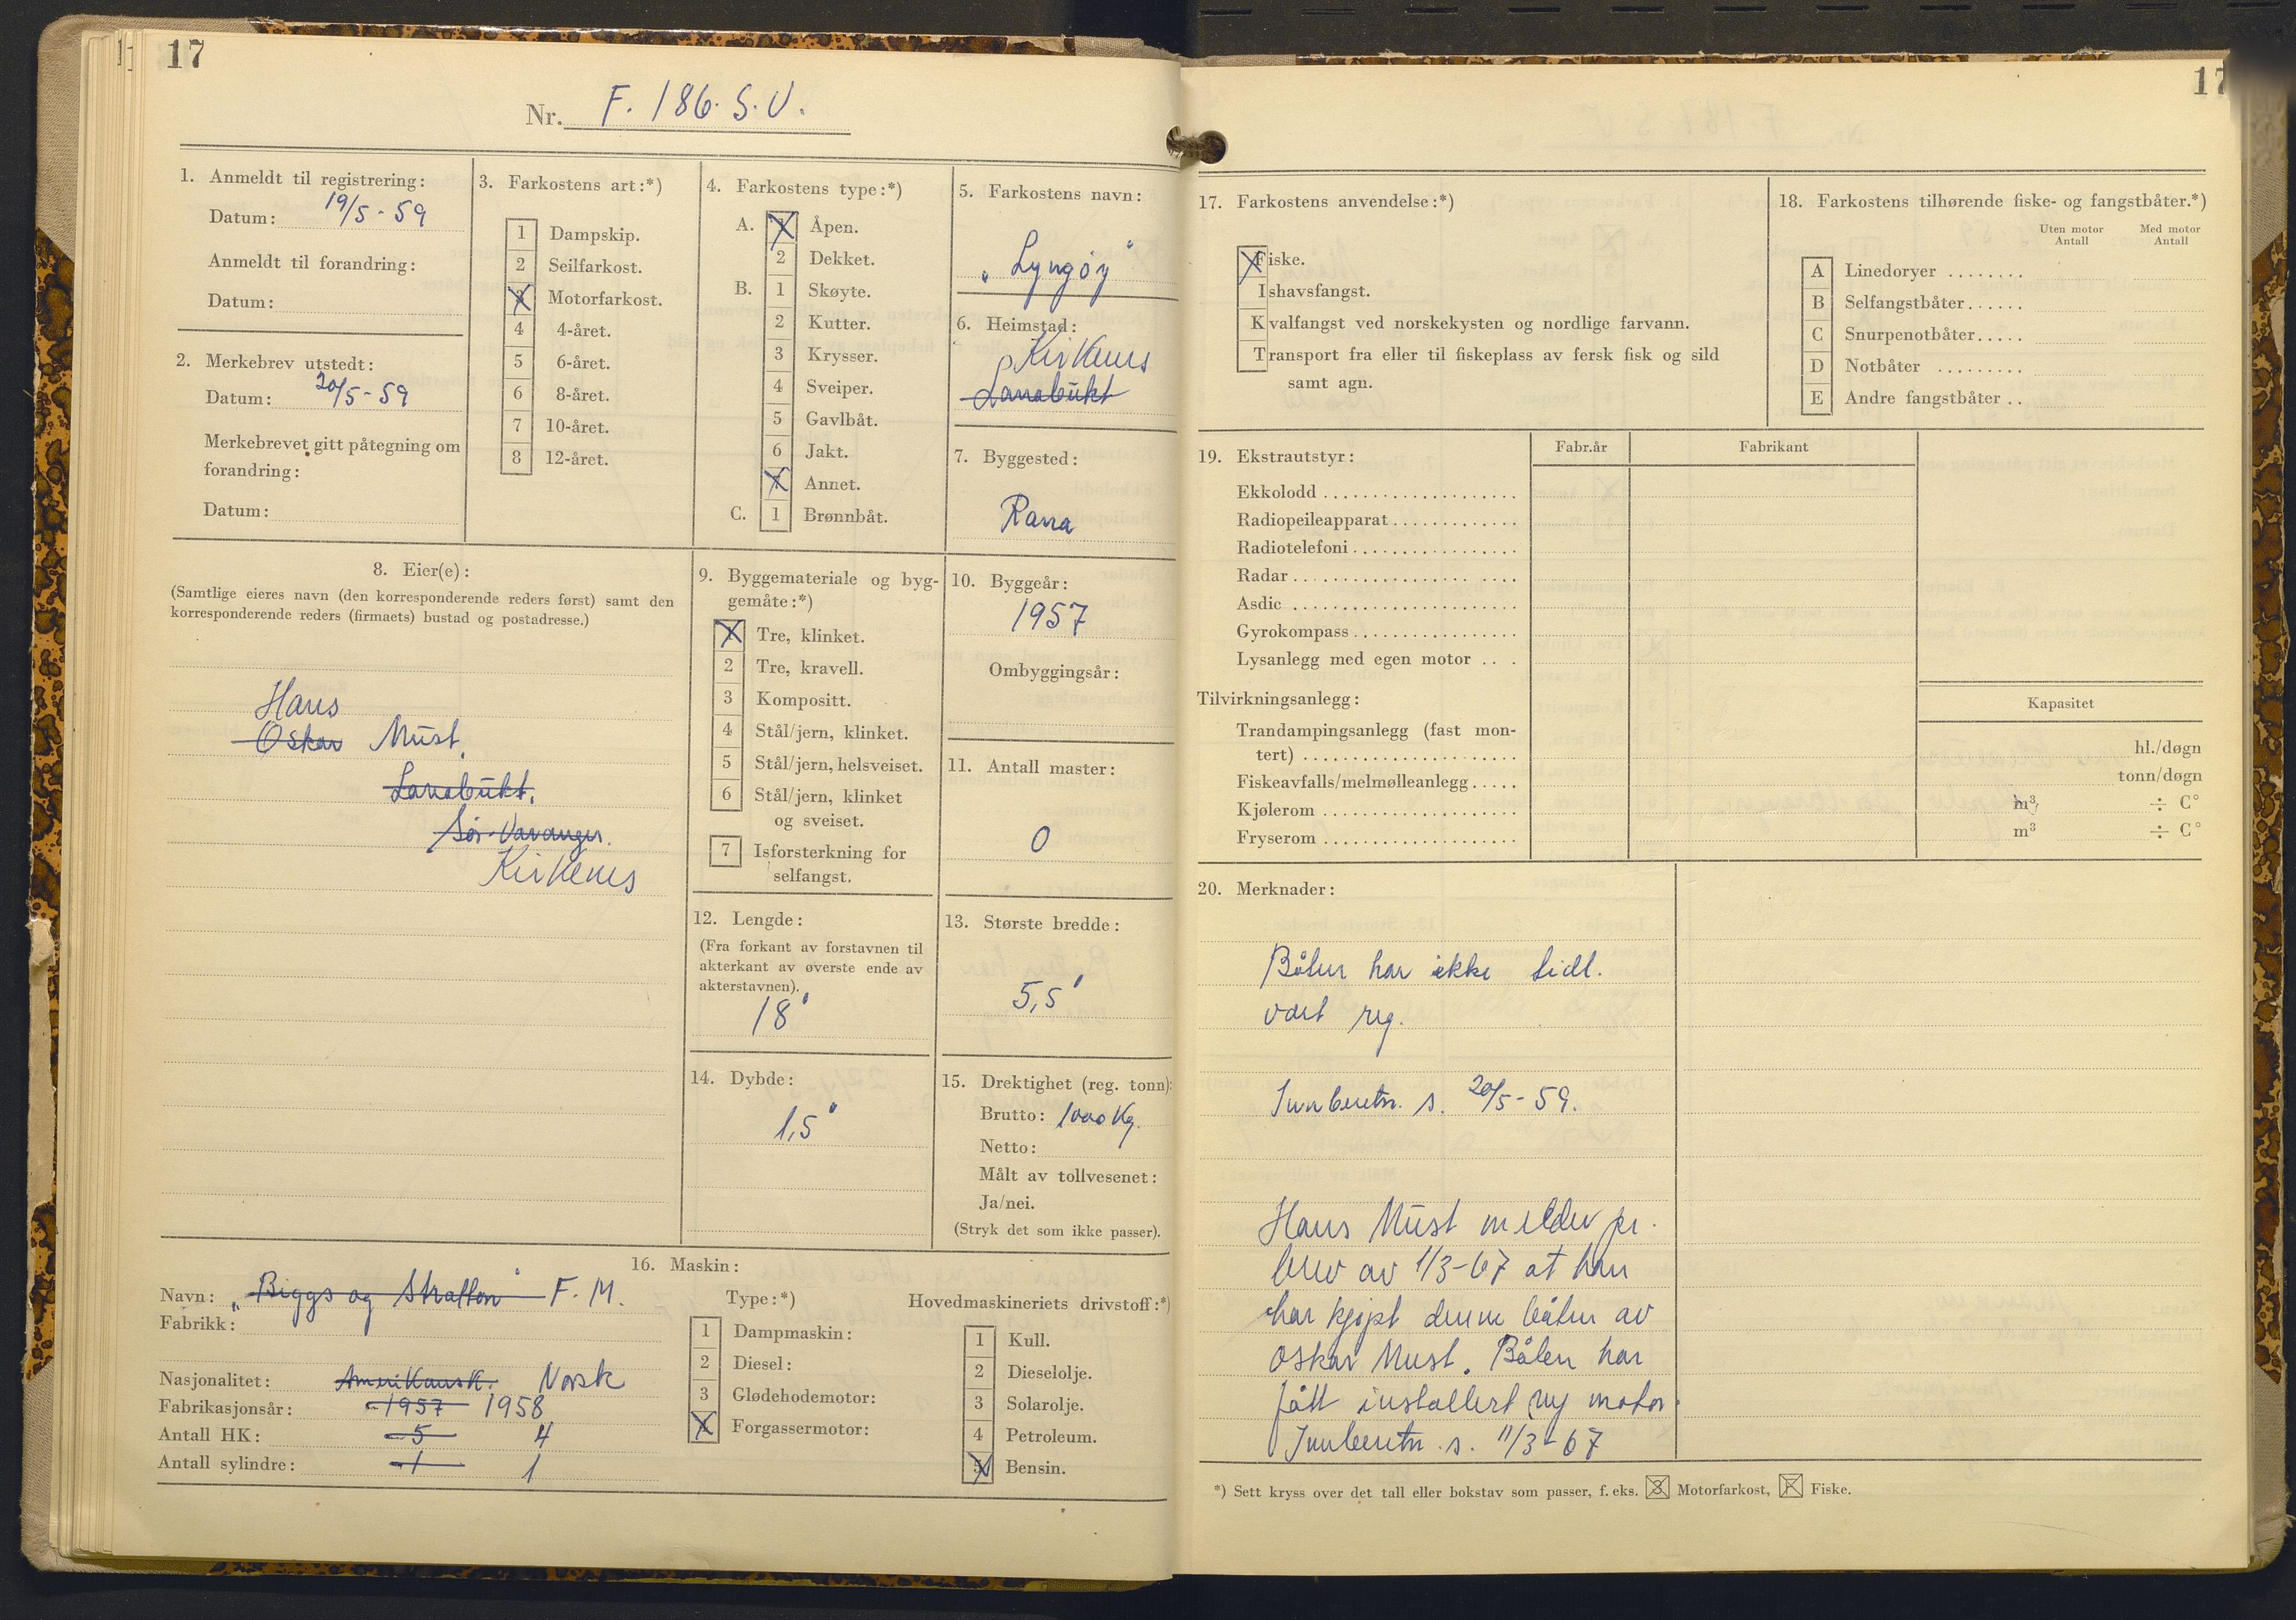 17
Nr. F. 186. S. V.
1. Anmeldt til registrering:
Datum: 19/5 - 59
Anmeldt til forandring:
Datum:
2. Merkebrev utstedt:
Datum: 20/5 - 59
Merkebrevet gitt påtegning om
forandring:
Datum:
3. Farkostens art:*)
1 Dampskip.
2 Seilfarkost.
3 Motorfarkost.
4 4-året.
5 6-året.
6 8-året.
7 10-året.
8 12-året.
4. Farkostens type:*)
A. 1 Åpen.
2 Dekket.
B. 1 Skøyte.
2 Kutter.
3 Krysser.
4 Sveiper.
5 Gavlbåt.
6 Jakt.
7 Annet.
C. 1 Brønnbåt.
5. Farkostens navn:
„Lyngøy"
6. Heimstad:
Kirkenes
Lanabukt
7. Byggested:
Rana
8. Eier(e):
(Samtlige eieres navn (den korresponderende reders først) samt den
korresponderende reders (firmaets) bustad og postadresse.)
Hans
Oskar Must.
Lanabukt.
Sør-Varanger.
Kirkenes
9. Byggemateriale og byg-
gemåte:*)
1 Tre, klinket.
2 Tre, kravell.
3 Kompositt.
4 Stål/jern, klinket.
5 Stål/jern, helsveiset.
6 Stål/jern, klinket
og sveiset.
7 Isforsterkning for
selfangst.
10. Byggeår:
1957
Ombyggingsår:
11. Antall master:
0
12. Lengde:
(Fra forkant av forstavnen til
akterkant av øverste ende av
akterstavnen).
18'
13. Største bredde:
5,5'
14. Dybde:
1,5'
15. Drektighet (reg. tonn):
Brutto: 1000 Kg.
Netto:
Målt av tollvesenet:
Ja/nei.
(Stryk det som ikke passer).
16. Maskin:
Navn: „Biggs og Stratton" F. M.
Fabrikk:
Nasjonalitet: Amerikansk. Norsk
Fabrikasjonsår: 1957 1958
Antall HK: 5 4
Antall sylindre: 1 1
Type:*)
1 Dampmaskin:
2 Diesel:
3 Glødehodemotor:
4 Forgassermotor:
Hovedmaskineriets drivstoff:*)
1 Kull.
2 Dieselolje.
3 Solarolje.
4 Petroleum.
5 Bensin.
17
17. Farkostens anvendelse:*)
Fiske.
Ishavsfangst.
Kvalfangst ved norskekysten og nordlige farvann.
Transport fra eller til fiskeplass av fersk fisk og sild
samt agn.
18. Farkostens tilhørende fiske- og fangstbåter.*)
Uten motor Antall Med motor Antall
A Linedoryer ........
B Selfangstbåter......
C Snurpenotbåter.....
D Notbåter .........
E Andre fangstbåter ..
19. Ekstrautstyr: Fabr.år Fabrikant
Ekkolodd ....................
Radiopeileapparat.............
Radiotelefoni.................
Radar.......................
Asdic .......................
Gyrokompass.................
Lysanlegg med egen motor ...
Tilvirkningsanlegg: Kapasitet
Trandampingsanlegg (fast mon-
tert) ...................... hl./døgn
Fiskeavfalls/melmølleanlegg..... tonn/døgn
Kjølerom .................... m³ ÷ C°
Fryserom .................... m³ ÷ C°
20. Merknader:
Båten har ikke tidl.
vært reg.
Innberetn. s. 20/5 - 59.
Hans Must melder pr.
brev av 1/3-67 at han
har kjøpt denne båten av
Oskar Must. Båten har
fått installert ny motor.
Innberetn. s. 11/3-67
*) Sett kryss over det tall eller bokstav som passer, f. eks. 3 Motorfarkost, F Fiske.